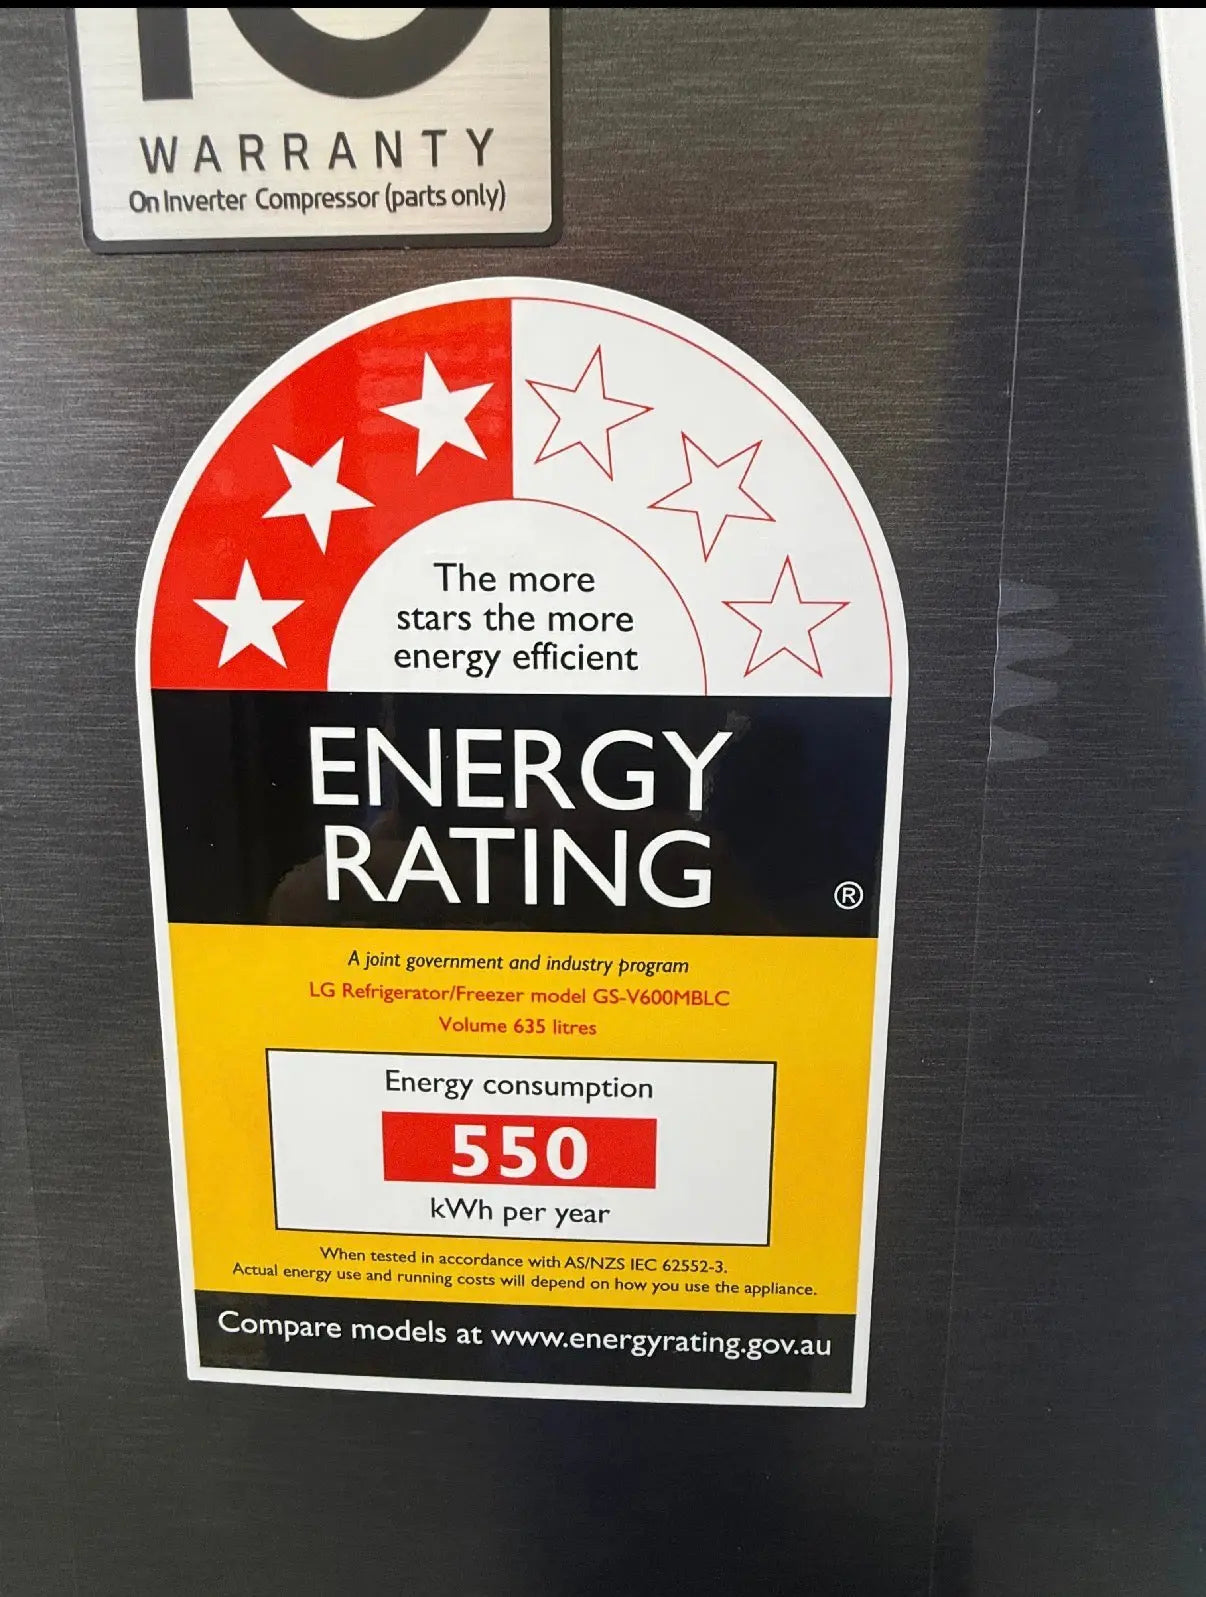 WARRANTY
On Inverter Compressor (parts only)
The more
stars the more
energy efficient
ENERGY
RATING
®
A joint government and industry program
LG Refrigerator/Freezer model GS-V600MBLC
Volume 635 litres
Energy consumption
550
kWh per year
When tested in accordance with AS/NZS IEC 62552-3.
Actual energy use and running costs will depend on how you use the appliance.
Compare models at www.energyrating.gov.au